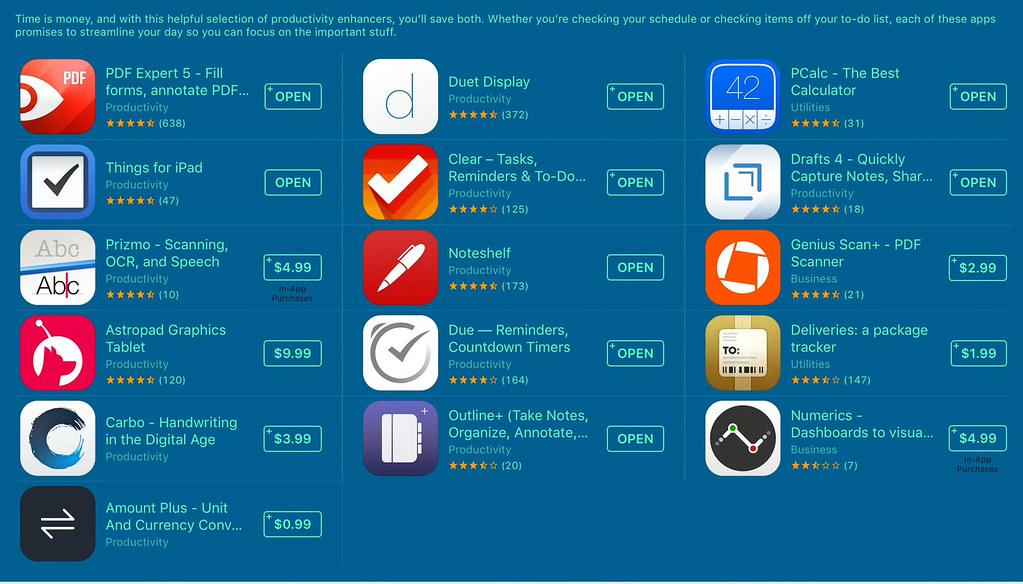 Time is money, and with this helpful selection of productivity enhancers, you'll save both. Whether you're checking your schedule or checking items off your to-do list, each of these apps
promises to streamline your day so you can focus on the important stuff.
PDF
PDF Expert 5 - Fill
forms, annotate PDF...
Productivity
(638)
+ OPEN
d
Duet Display
Productivity
(372)
+ OPEN
42
+ − × ÷
PCalc - The Best
Calculator
Utilities
(31)
+ OPEN
Things for iPad
Productivity
(47)
OPEN
Clear – Tasks,
Reminders & To-Do...
Productivity
(125)
+ OPEN
Drafts 4 - Quickly
Capture Notes, Shar...
Productivity
(18)
+ OPEN
Abc
Abc
Prizmo - Scanning,
OCR, and Speech
Productivity
(10)
+ $4.99
In-App
Purchases
Noteshelf
Productivity
(173)
OPEN
Genius Scan+ - PDF
Scanner
Business
(21)
+ $2.99
Astropad Graphics
Tablet
Productivity
(120)
$9.99
Due — Reminders,
Countdown Timers
Productivity
(164)
+ OPEN
TO:
Deliveries: a package
tracker
Utilities
(147)
+ $1.99
Carbo - Handwriting
in the Digital Age
Productivity
+ $3.99
+
Outline+ (Take Notes,
Organize, Annotate,...
Productivity
(20)
OPEN
Numerics -
Dashboards to visua...
Business
(7)
+ $4.99
In-App
Purchases
Amount Plus - Unit
And Currency Conv...
Productivity
+ $0.99